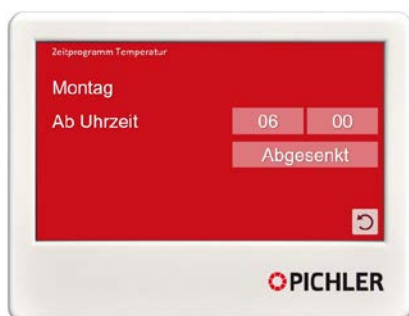 Zeitprogramm Temperatur
Montag
Ab Uhrzeit 06 00
Abgesenkt
PICHLER